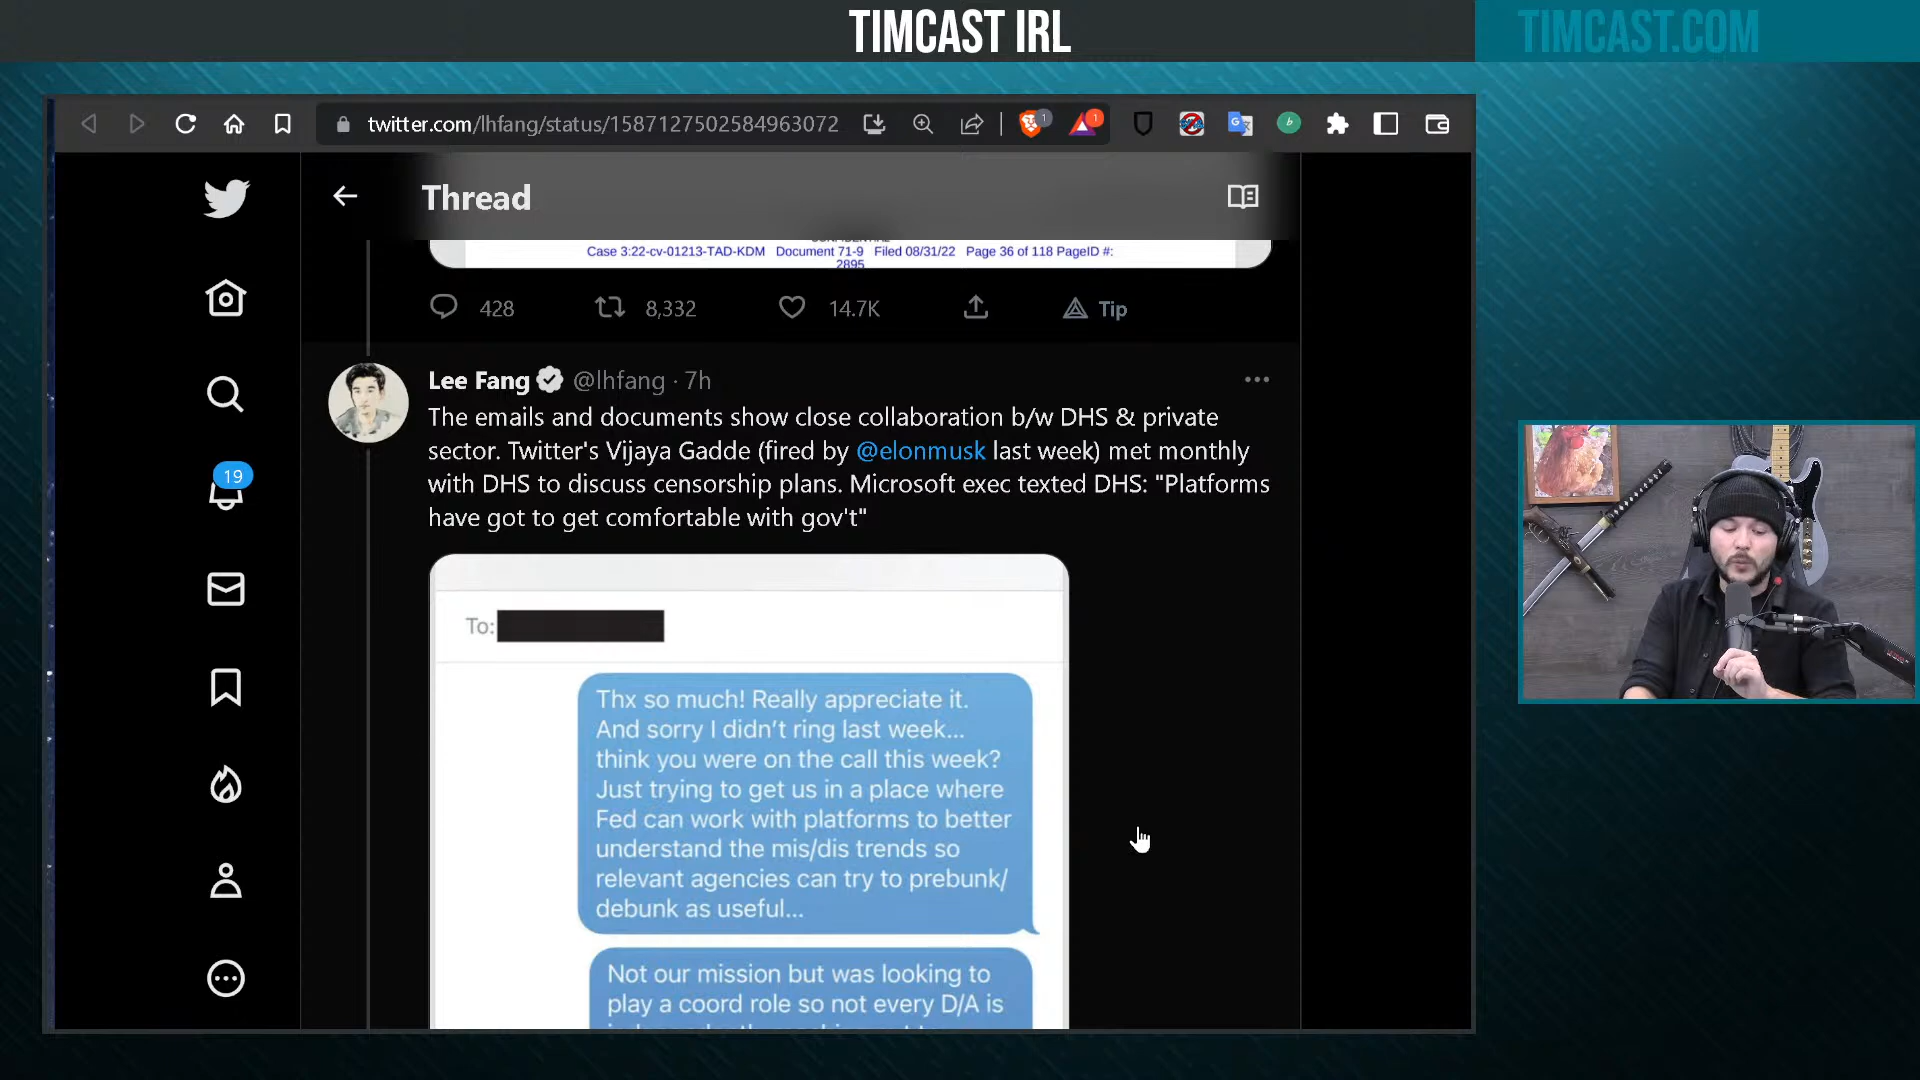 TIMCAST IRL
TIMCAST.COM
twitter.com/lhfang/status/1587127502584963072
1
1
b
Thread
Case 3:22-cv-01213-TAD-KDM Document 71-9 Filed 08/31/22 Page 36 of 118 PageID #:
2895
428
8,332
14.7K
Tip
Lee Fang @lhfang · 7h
The emails and documents show close collaboration b/w DHS & private
sector. Twitter's Vijaya Gadde (fired by @elonmusk last week) met monthly
with DHS to discuss censorship plans. Microsoft exec texted DHS: "Platforms
have got to get comfortable with gov't"
19
To:
Thx so much! Really appreciate it.
And sorry I didn't ring last week...
think you were on the call this week?
Just trying to get us in a place where
Fed can work with platforms to better
understand the mis/dis trends so
relevant agencies can try to prebunk/
debunk as useful...
Not our mission but was looking to
play a coord role so not every D/A is